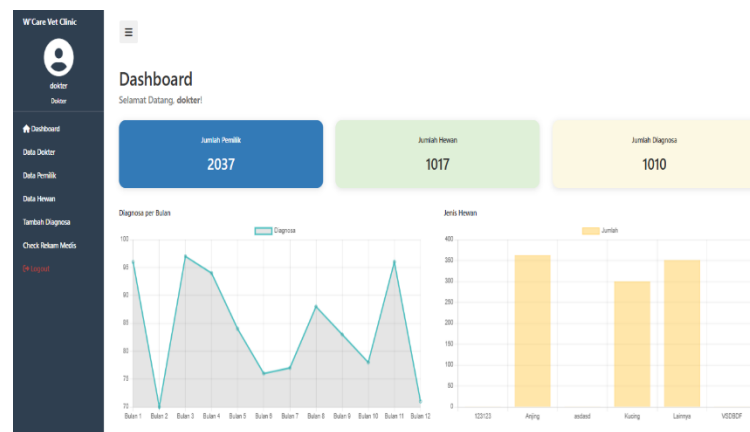 W'Care Vet Clinic
dokter
Dokter
Dashboard
Data Dokter
Data Pemilik
Data Hewan
Tambah Diagnosa
Check Rekam Medis
Logout
Dashboard
Selamat Datang, dokter!
Jumlah Pemilik
2037
Jumlah Hewan
1017
Jumlah Diagnosa
1010
Diagnosa per Bulan
Diagnosa
100
95
90
85
80
75
70
Bulan 1 Bulan 2 Bulan 3 Bulan 4 Bulan 5 Bulan 6 Bulan 7 Bulan 8 Bulan 9 Bulan 10 Bulan 11 Bulan 12
Jenis Hewan
Jumlah
400
350
300
250
200
150
100
50
0
123123 Anjing asdasd Kucing Lainnya VSDBDF